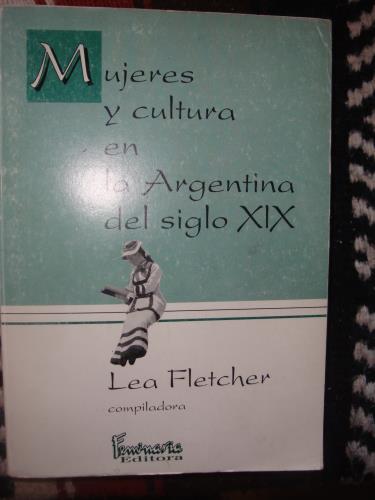 Mujeres
y cultura
en
la Argentina
del siglo XIX
Lea Fletcher
compiladora
Feminaria
Editora